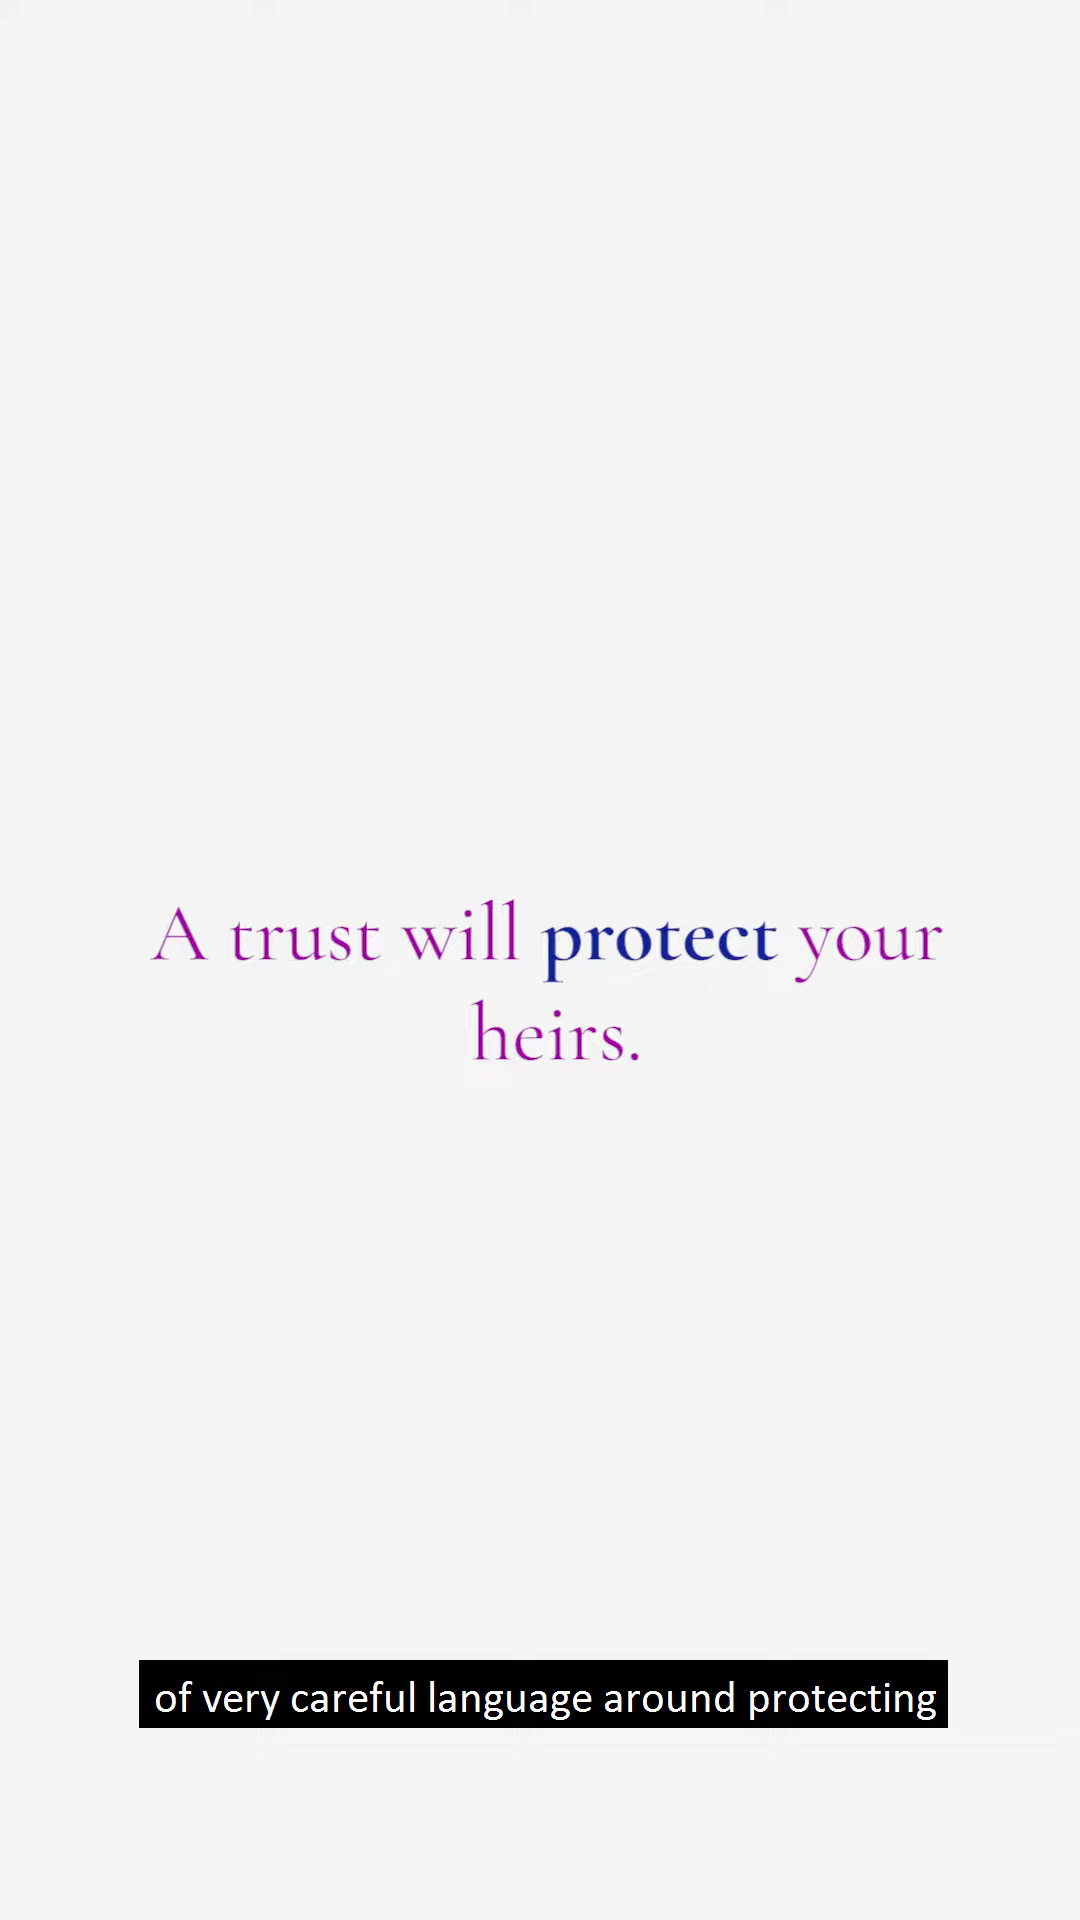 A trust will protect your
heirs.
of very careful language around protecting